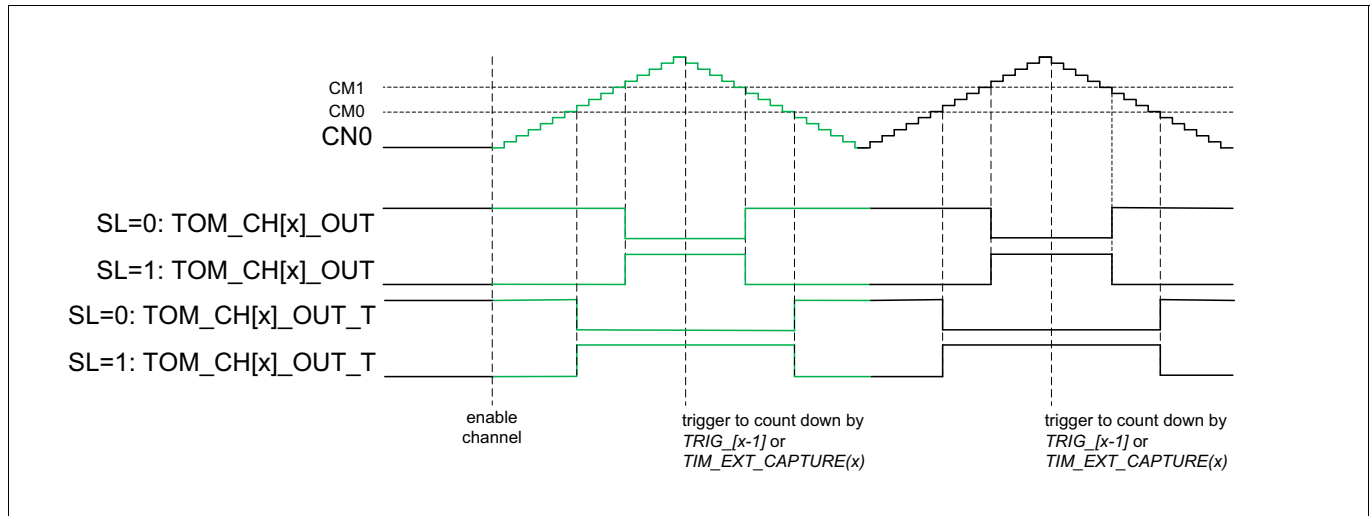 CM1
CM0
CN0
SL=0: TOM_CH[x]_OUT
SL=1: TOM_CH[x]_OUT
SL=0: TOM_CH[x]_OUT_T
SL=1: TOM_CH[x]_OUT_T
enable
channel
trigger to count down by
TRIG_[x-1] or
TIM_EXT_CAPTURE(x)
trigger to count down by
TRIG_[x-1] or
TIM_EXT_CAPTURE(x)